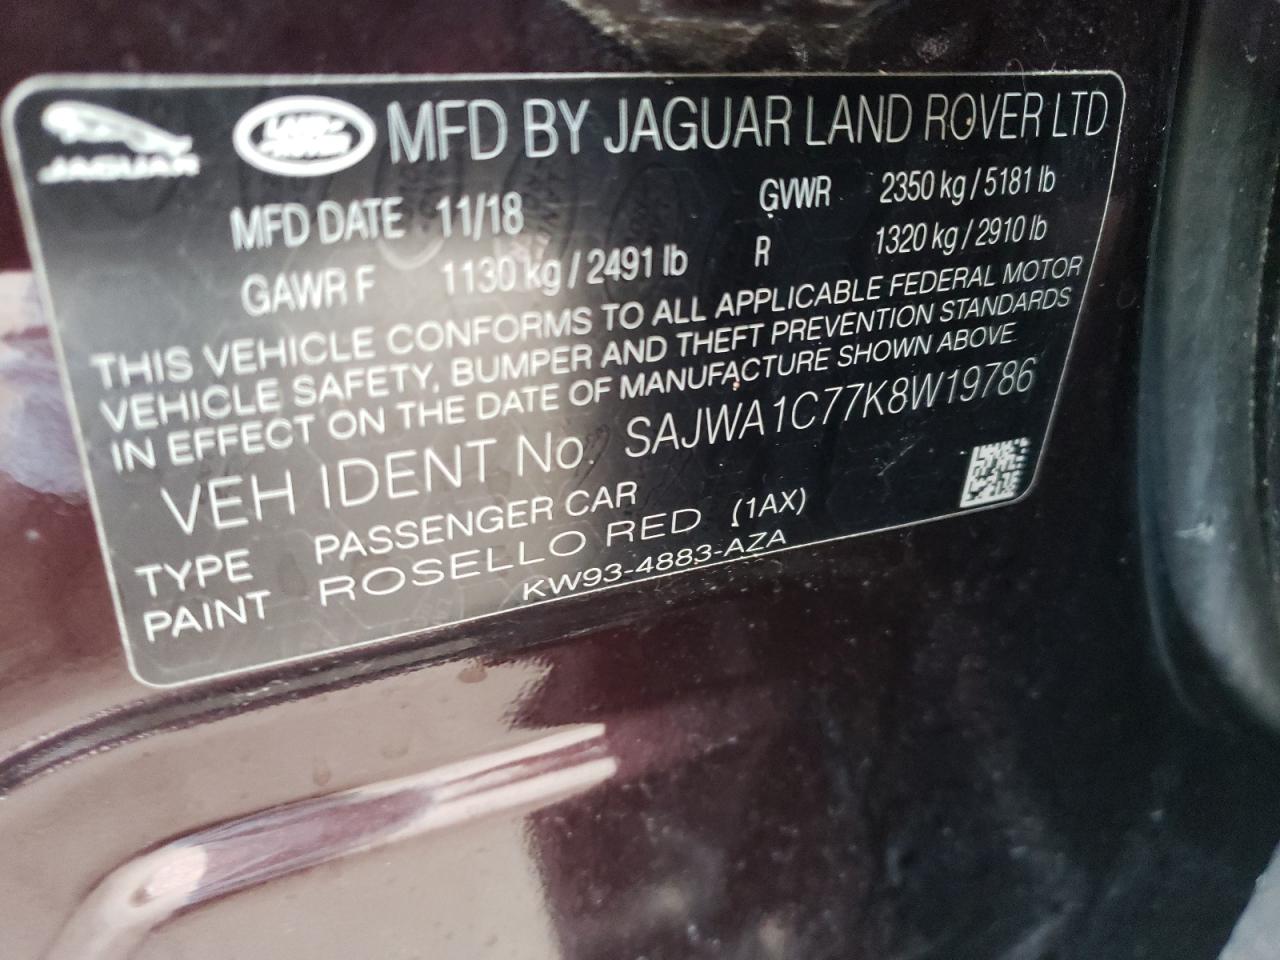 JAGUAR LAND ROVER MFD BY JAGUAR LAND ROVER LTD
MFD DATE 11/18 GVWR 2350 kg / 5181 lb
GAWR F 1130 kg / 2491 lb R 1320 kg / 2910 lb
THIS VEHICLE CONFORMS TO ALL APPLICABLE FEDERAL MOTOR
VEHICLE SAFETY, BUMPER AND THEFT PREVENTION STANDARDS
IN EFFECT ON THE DATE OF MANUFACTURE SHOWN ABOVE
VEH IDENT No. SAJWA1C77K8W19786
TYPE PASSENGER CAR
PAINT ROSELLO RED (1AX)
KW93-4883-AZA